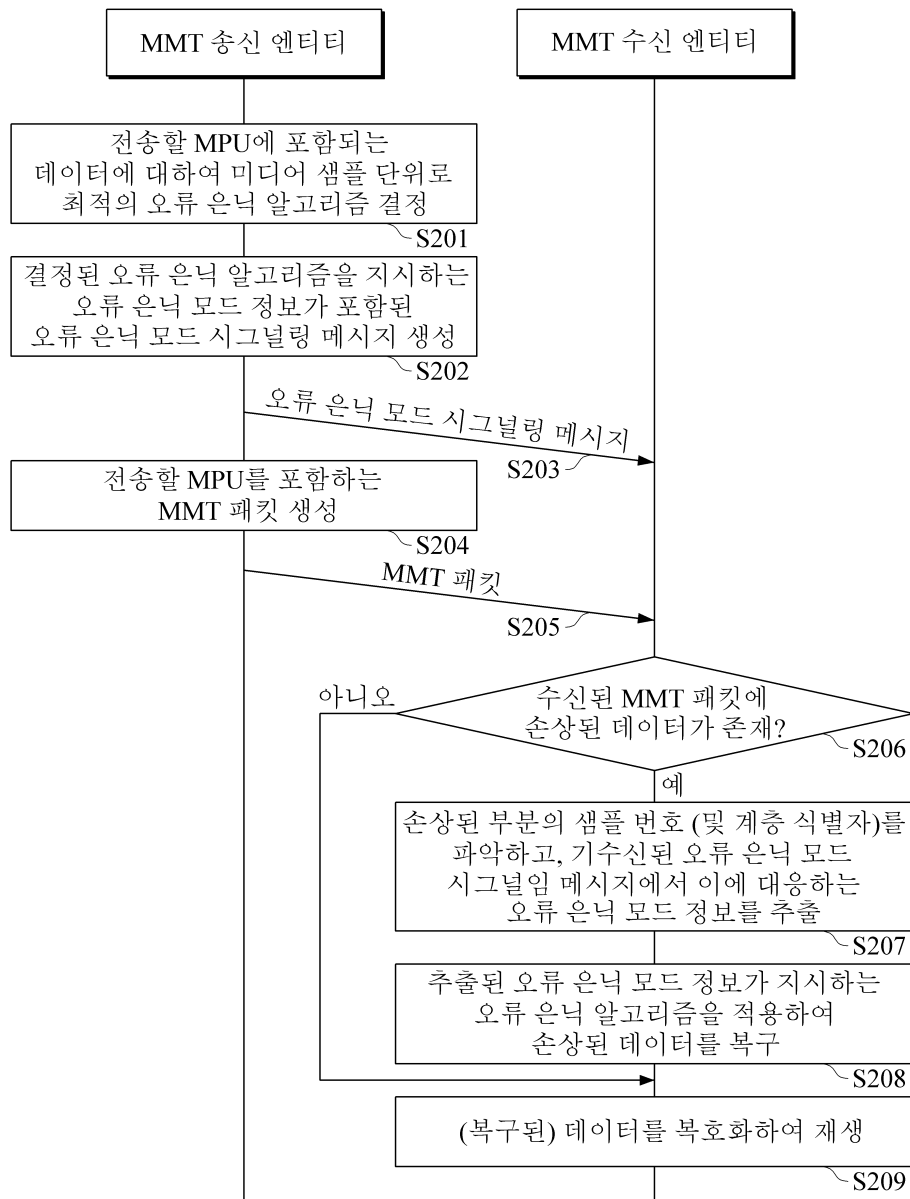 MMT 송신 엔티티
MMT 수신 엔티티
전송할 MPU에 포함되는
데이터에 대하여 미디어 샘플 단위로
최적의 오류 은닉 알고리즘 결정
S201
결정된 오류 은닉 알고리즘을 지시하는
오류 은닉 모드 정보가 포함된
오류 은닉 모드 시그널링 메시지 생성
S202
오류 은닉 모드 시그널링 메시지
S203
전송할 MPU를 포함하는
MMT 패킷 생성
S204
MMT 패킷
S205
아니오
수신된 MMT 패킷에
손상된 데이터가 존재?
S206
예
손상된 부분의 샘플 번호 (및 계층 식별자)를
파악하고, 기수신된 오류 은닉 모드
시그널임 메시지에서 이에 대응하는
오류 은닉 모드 정보를 추출
S207
추출된 오류 은닉 모드 정보가 지시하는
오류 은닉 알고리즘을 적용하여
손상된 데이터를 복구
S208
(복구된) 데이터를 복호화하여 재생
S209